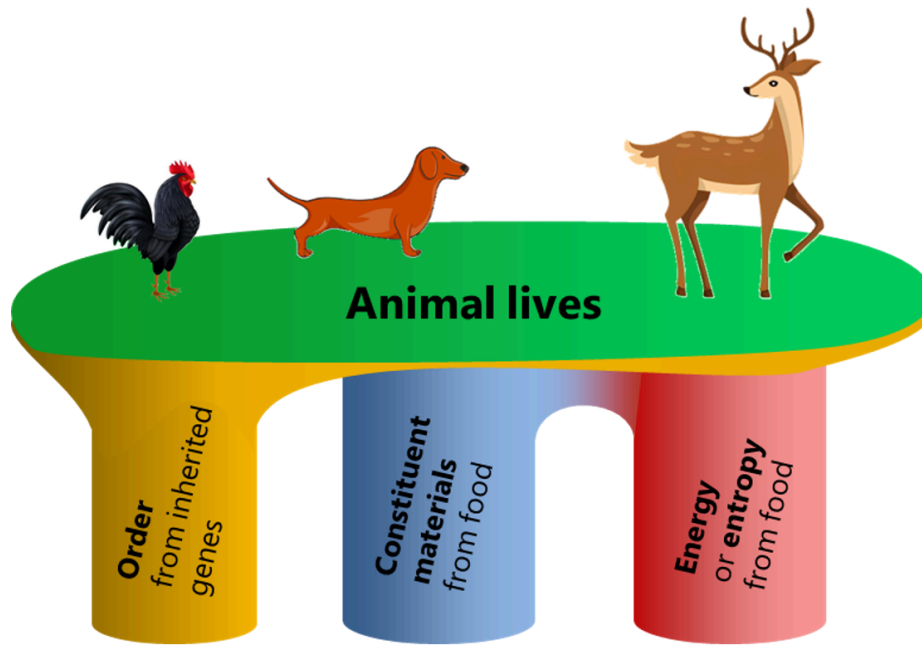 Animal lives
Order
from inherited
genes
Constituent
materials
from food
Energy
or entropy
from food